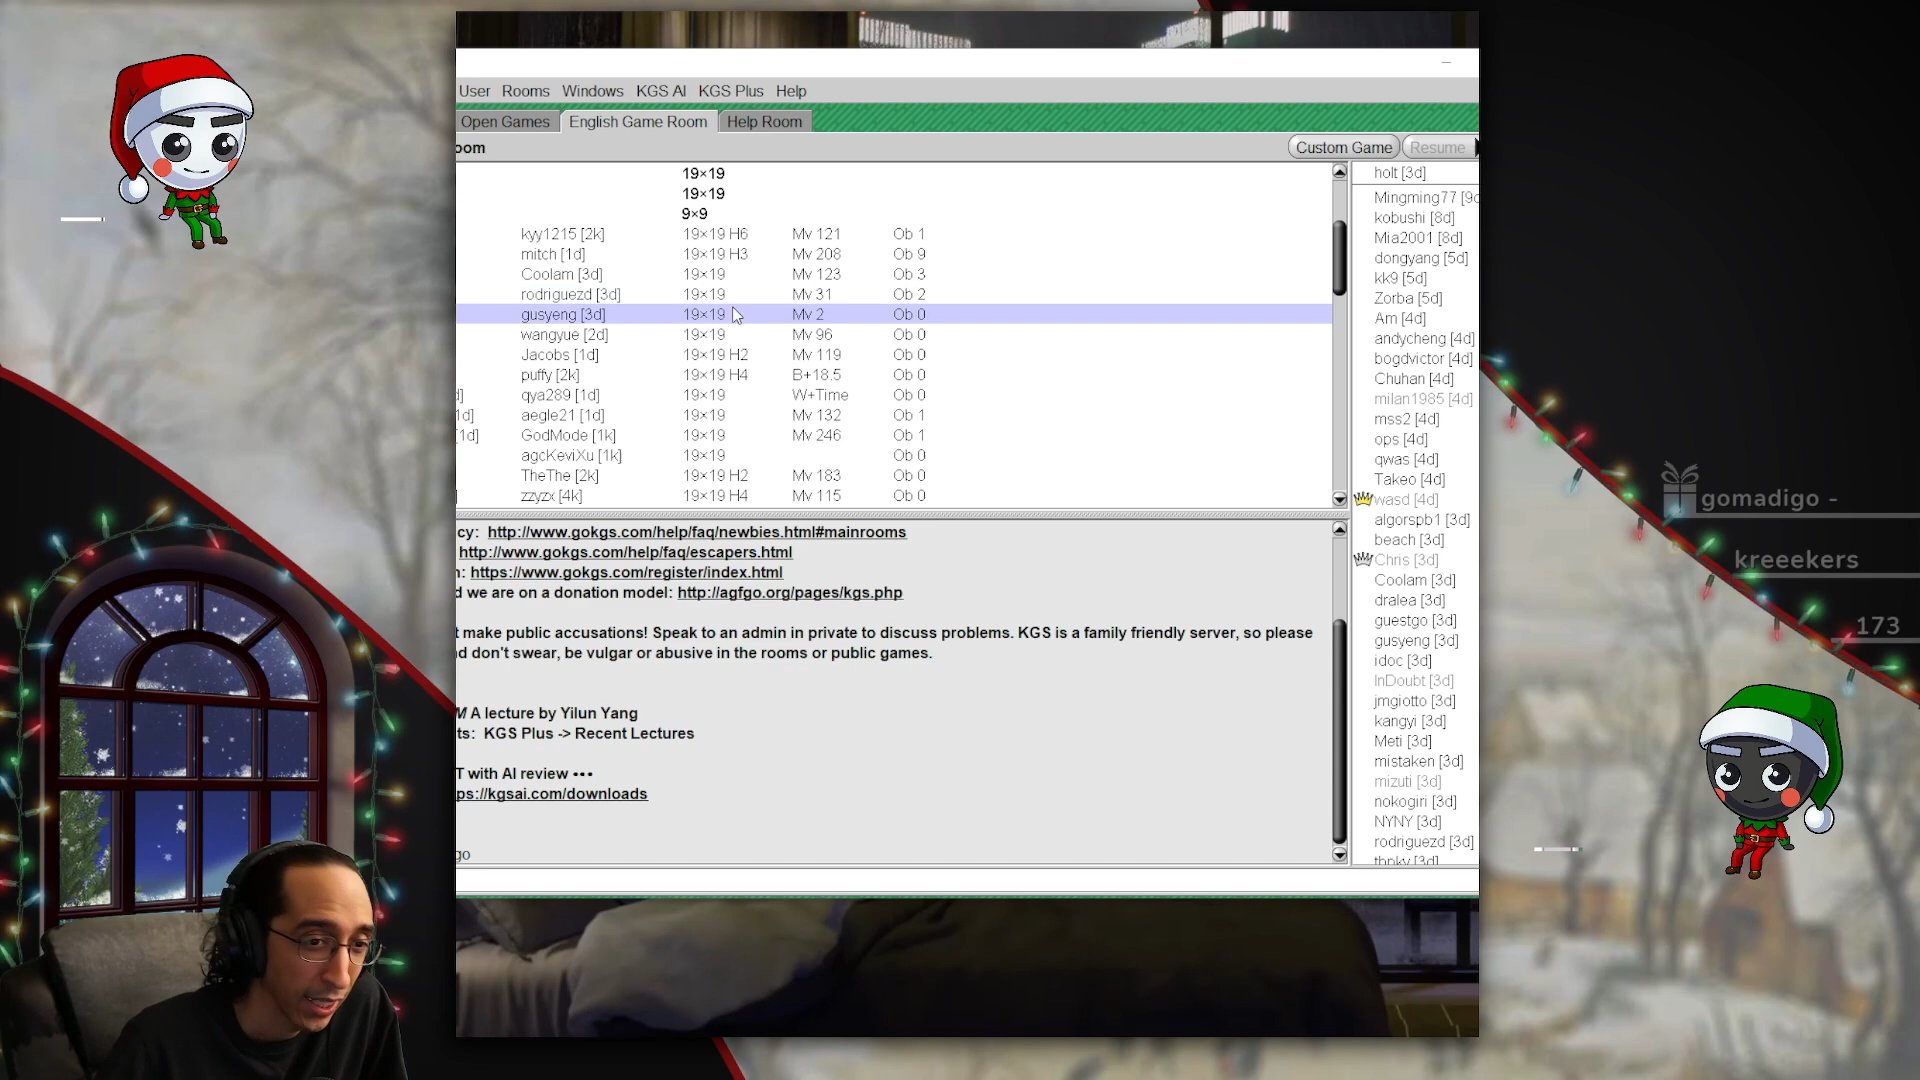 User Rooms Windows KGS AI KGS Plus Help
Open Games English Game Room Help Room
oom Custom Game Resume
19×19
19×19
9×9
kyy1215 [2k] 19×19 H6 Mv 121 Ob 1
mitch [1d] 19×19 H3 Mv 208 Ob 9
Coolam [3d] 19×19 Mv 123 Ob 3
rodriguezd [3d] 19×19 Mv 31 Ob 2
gusyeng [3d] 19×19 Mv 2 Ob 0
wangyue [2d] 19×19 Mv 96 Ob 0
Jacobs [1d] 19×19 H2 Mv 119 Ob 0
puffy [2k] 19×19 H4 B+18.5 Ob 0
d] qya289 [1d] 19×19 W+Time Ob 0
1d] aegle21 [1d] 19×19 Mv 132 Ob 1
[1d] GodMode [1k] 19×19 Mv 246 Ob 1
agcKeviXu [1k] 19×19 Ob 0
TheThe [2k] 19×19 H2 Mv 183 Ob 0
] zzyzx [4k] 19×19 H4 Mv 115 Ob 0
cy: http://www.gokgs.com/help/faq/newbies.html#mainrooms
http://www.gokgs.com/help/faq/escapers.html
n: https://www.gokgs.com/register/index.html
d we are on a donation model: http://agfgo.org/pages/kgs.php
t make public accusations! Speak to an admin in private to discuss problems. KGS is a family friendly server, so please
nd don't swear, be vulgar or abusive in the rooms or public games.
M A lecture by Yilun Yang
ts: KGS Plus -> Recent Lectures
T with AI review •••
ps://kgsai.com/downloads
go
holt [3d]
Mingming77 [9d
kobushi [8d]
Mia2001 [8d]
dongyang [5d]
kk9 [5d]
Zorba [5d]
Am [4d]
andycheng [4d]
bogdvictor [4d]
Chuhan [4d]
milan1985 [4d]
mss2 [4d]
ops [4d]
qwas [4d]
Takeo [4d]
wasd [4d]
algorspb1 [3d]
beach [3d]
Chris [3d]
Coolam [3d]
dralea [3d]
guestgo [3d]
gusyeng [3d]
idoc [3d]
InDoubt [3d]
jmgiotto [3d]
kangyi [3d]
Meti [3d]
mistaken [3d]
mizuti [3d]
nokogiri [3d]
NYNY [3d]
rodriguezd [3d]
gomadigo -
kreeekers
173